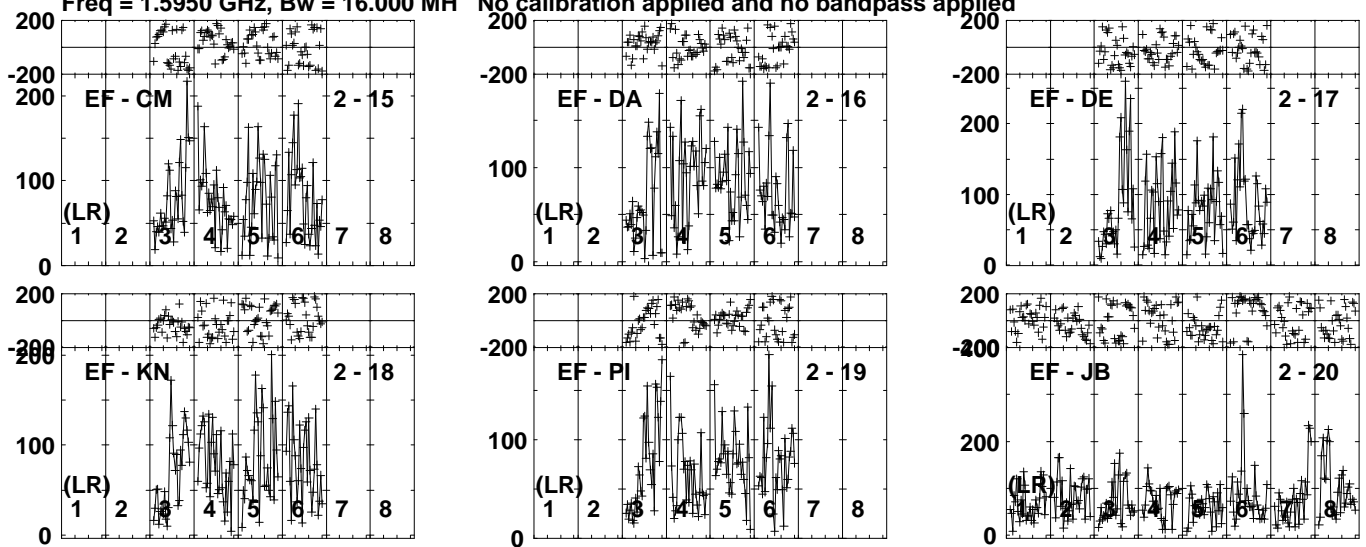 Freq = 1.5950 GHz, Bw = 16.000 MH No calibration applied and no bandpass applied
200 200 200
-200 -200 -200
200 EF - CM 2 - 15 200 EF - DA 2 - 16 EF - DE 2 - 17
200
100 100 100
(LR) (LR) (LR)
1 2 3 4 5 6 7 8 1 2 3 4 5 6 7 8 1 2 3 4 5 6 7 8
0 0 0
200 200 200
-200 -200 -200
200 EF - KN 2 - 18 200 EF - PI 2 - 19 400 EF - JB 2 - 20
100 100 200
(LR) (LR) (LR)
1 2 3 4 5 6 7 8 1 2 3 4 5 6 7 8 1 2 3 4 5 6 7 8
0 0 0